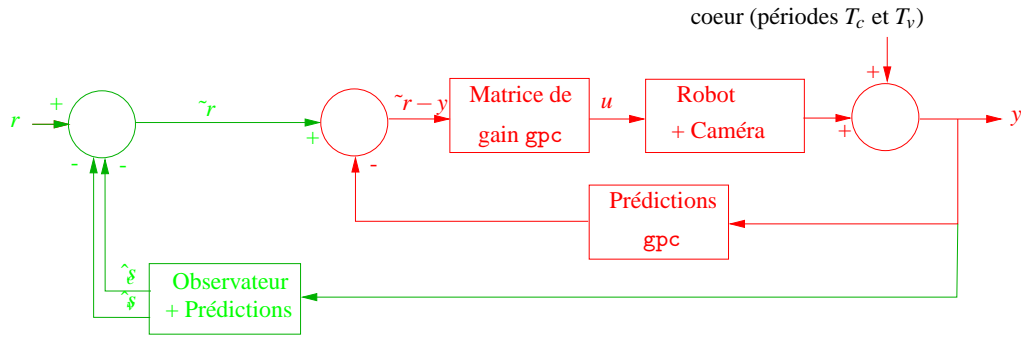 coeur (périodes T_c et T_v)
+
+
r
-
-
~r
+
-
~r – y
Matrice de
gain gpc
u
Robot
+ Caméra
+
y
Prédictions
gpc
Observateur
+ Prédictions